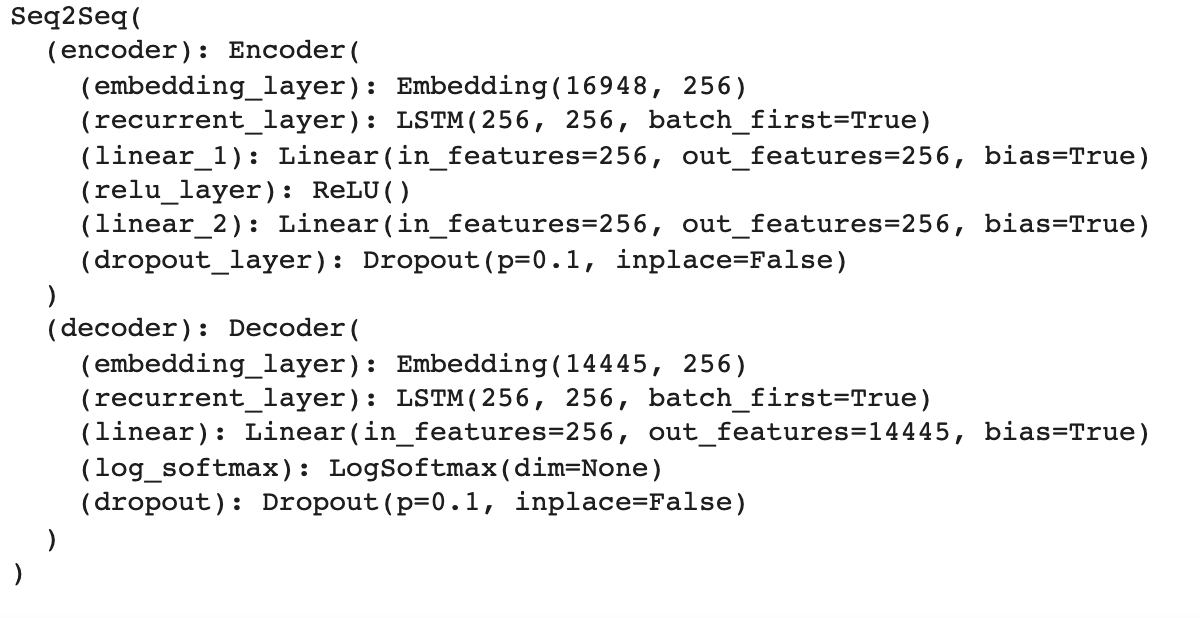 Seq2Seq(
  (encoder): Encoder(
    (embedding_layer): Embedding(16948, 256)
    (recurrent_layer): LSTM(256, 256, batch_first=True)
    (linear_1): Linear(in_features=256, out_features=256, bias=True)
    (relu_layer): ReLU()
    (linear_2): Linear(in_features=256, out_features=256, bias=True)
    (dropout_layer): Dropout(p=0.1, inplace=False)
  )
  (decoder): Decoder(
    (embedding_layer): Embedding(14445, 256)
    (recurrent_layer): LSTM(256, 256, batch_first=True)
    (linear): Linear(in_features=256, out_features=14445, bias=True)
    (log_softmax): LogSoftmax(dim=None)
    (dropout): Dropout(p=0.1, inplace=False)
  )
)